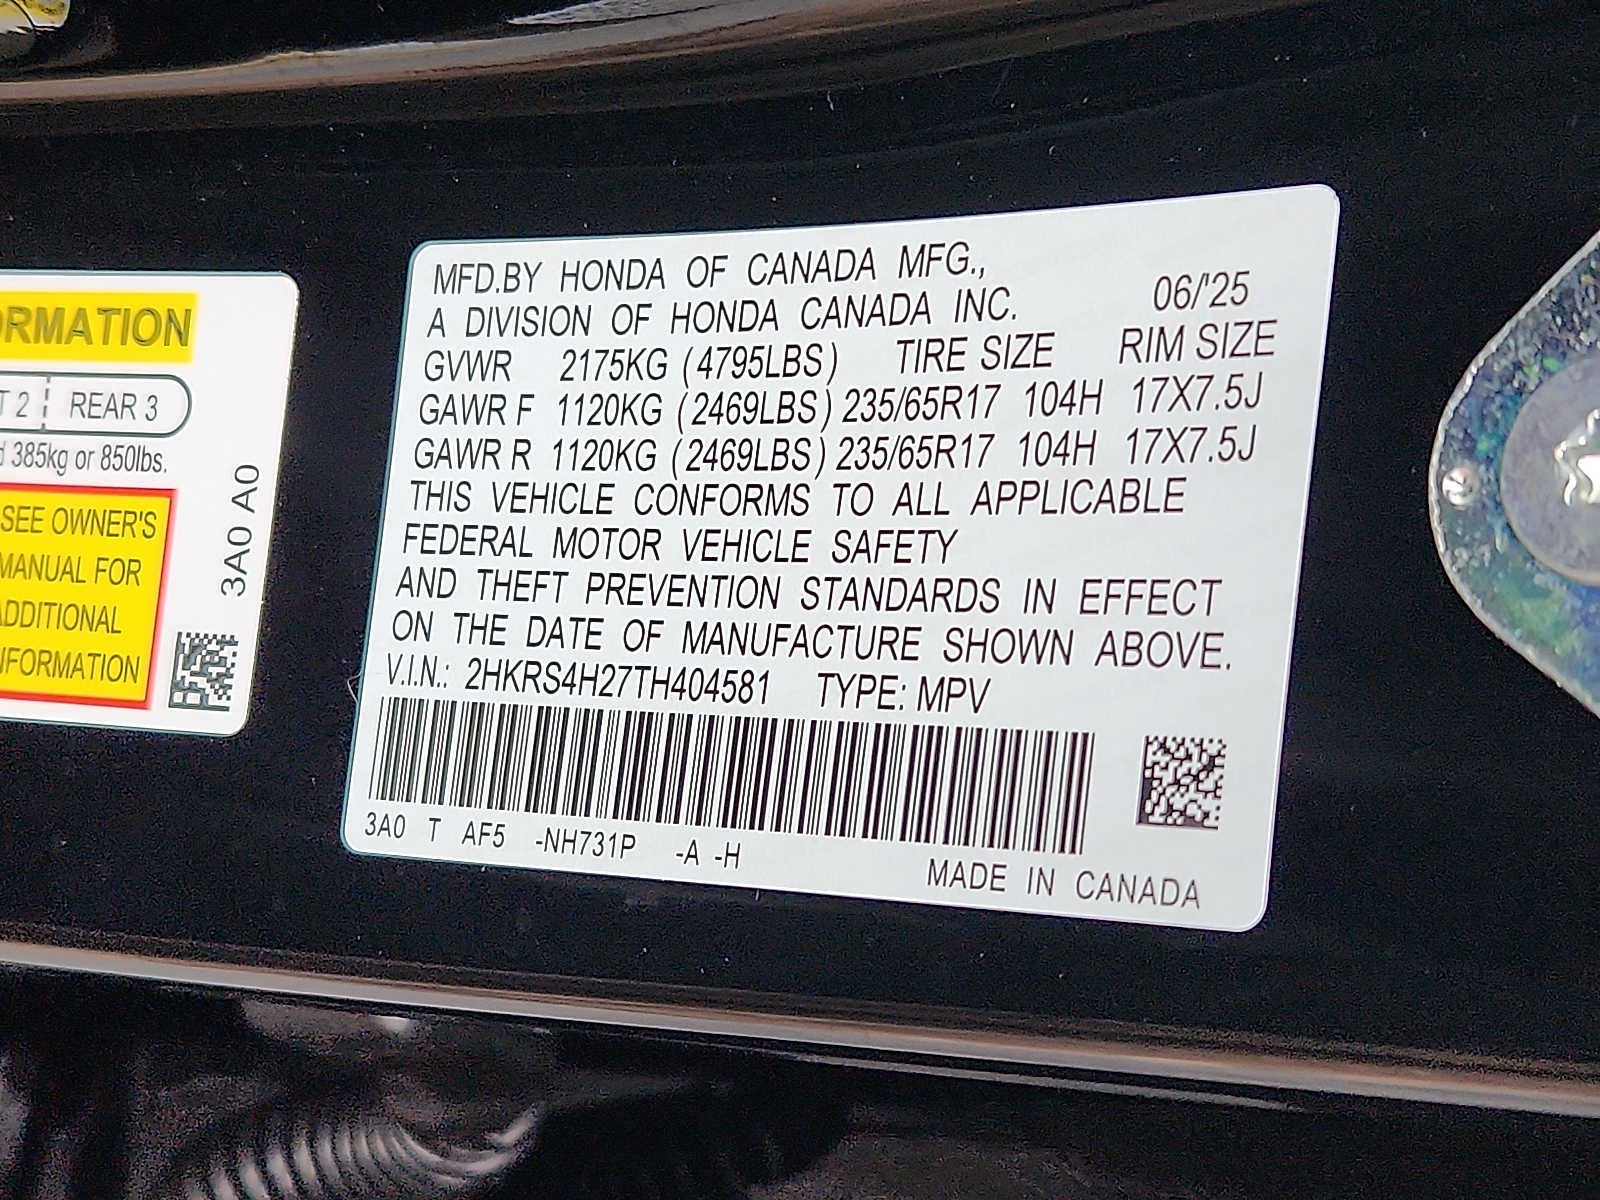 ORMATION
T 2 REAR 3
d 385kg or 850lbs.
SEE OWNER'S
MANUAL FOR
ADDITIONAL
INFORMATION
3A0 A0
MFD.BY HONDA OF CANADA MFG.,
A DIVISION OF HONDA CANADA INC. 06/'25
GVWR 2175KG (4795LBS) TIRE SIZE RIM SIZE
GAWR F 1120KG (2469LBS) 235/65R17 104H 17X7.5J
GAWR R 1120KG (2469LBS) 235/65R17 104H 17X7.5J
THIS VEHICLE CONFORMS TO ALL APPLICABLE
FEDERAL MOTOR VEHICLE SAFETY
AND THEFT PREVENTION STANDARDS IN EFFECT
ON THE DATE OF MANUFACTURE SHOWN ABOVE.
V.I.N.: 2HKRS4H27TH404581 TYPE: MPV
3A0 T AF5 -NH731P -A -H
MADE IN CANADA